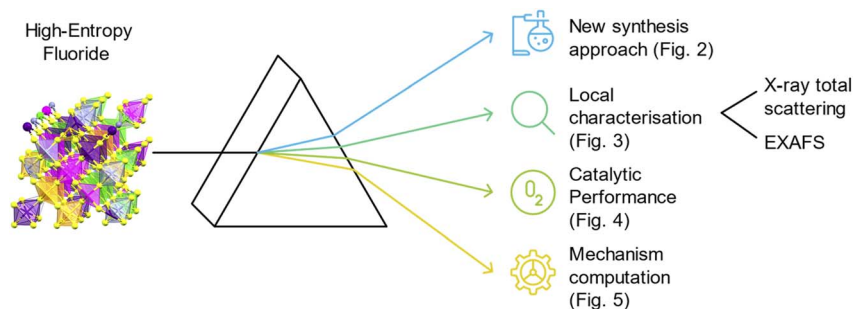 High-Entropy
Fluoride
New synthesis
approach (Fig. 2)
Local
characterisation
(Fig. 3)
X-ray total
scattering
EXAFS
O2
Catalytic
Performance
(Fig. 4)
Mechanism
computation
(Fig. 5)